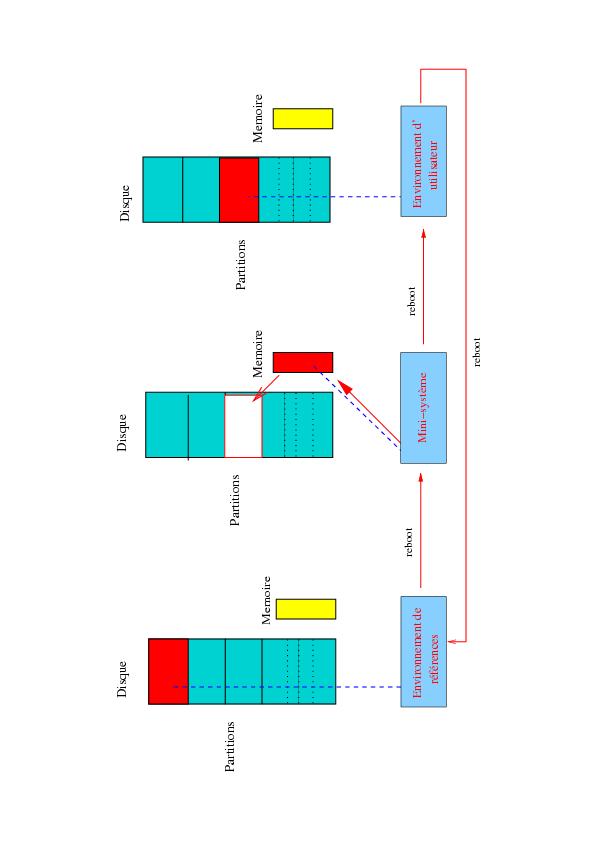 Disque
Partitions
Memoire
Environnement de
références
reboot
Disque
Partitions
Memoire
Mini-système
reboot
Disque
Partitions
Memoire
Environnement d'
utilisateur
reboot